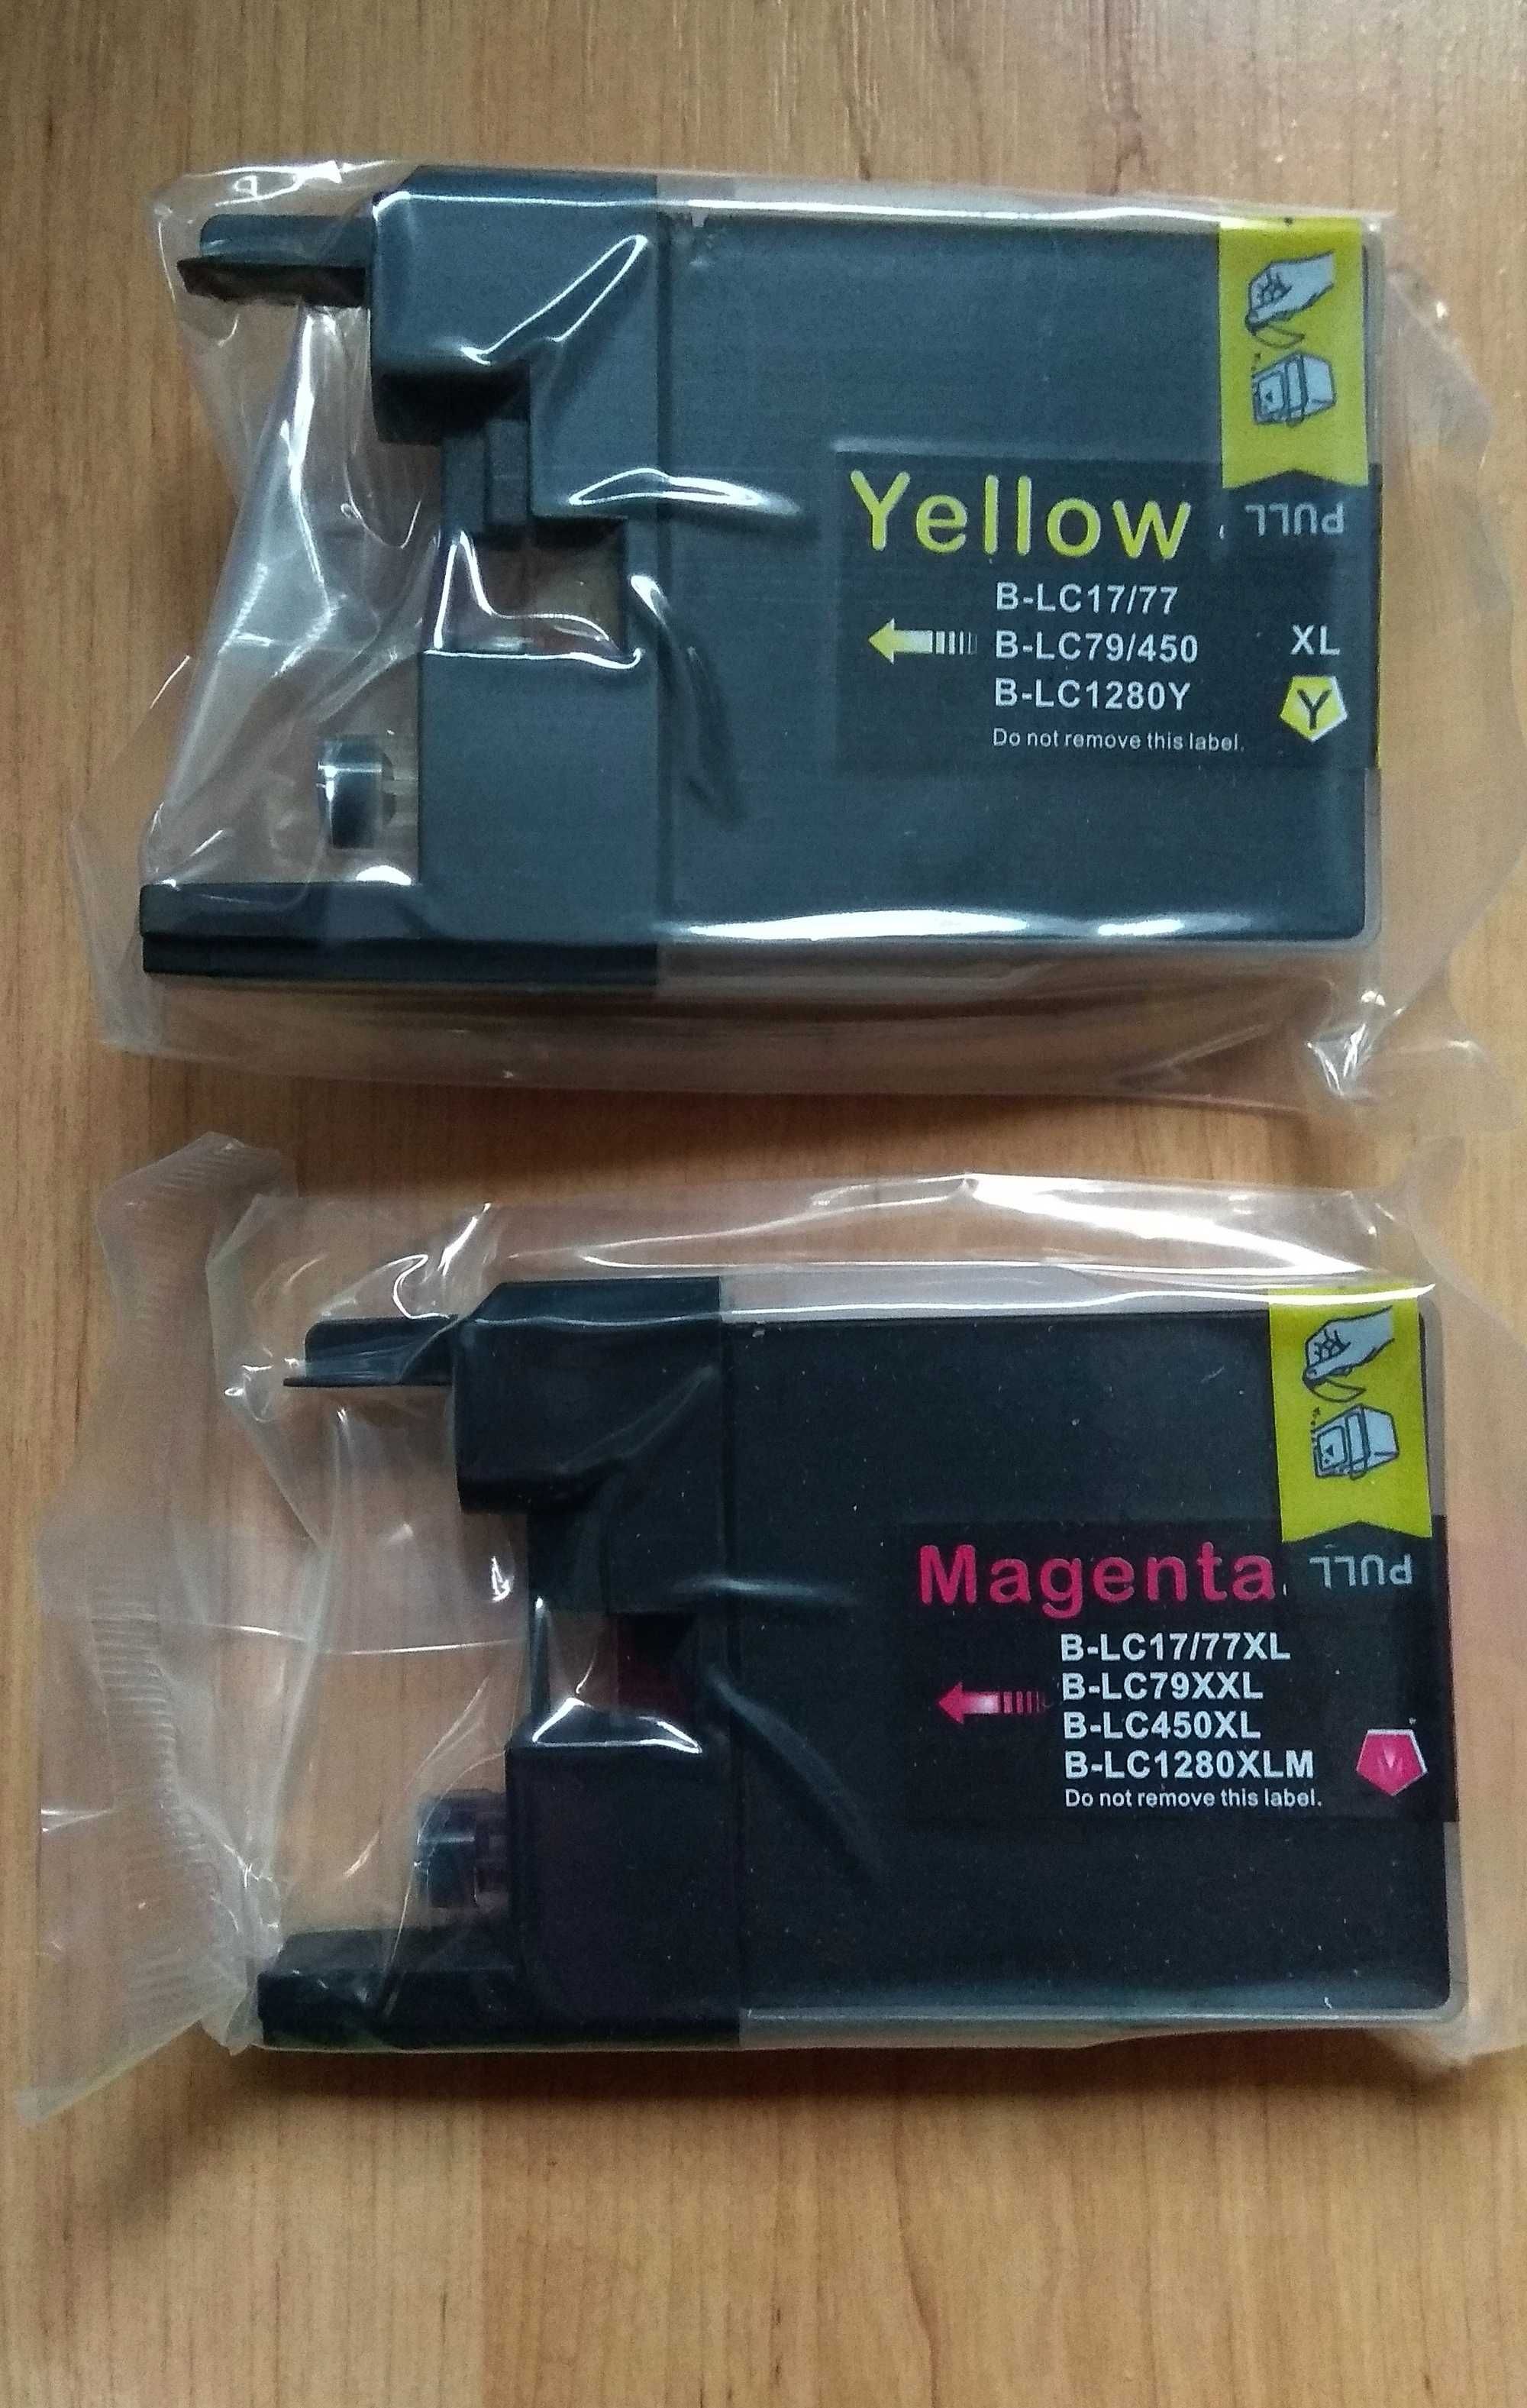 Yellow
PULL
B-LC17/77
B-LC79/450
B-LC1280Y
XL
Y
Do not remove this label.
Magenta
PULL
B-LC17/77XL
B-LC79XXL
B-LC450XL
B-LC1280XLM
M
Do not remove this label.